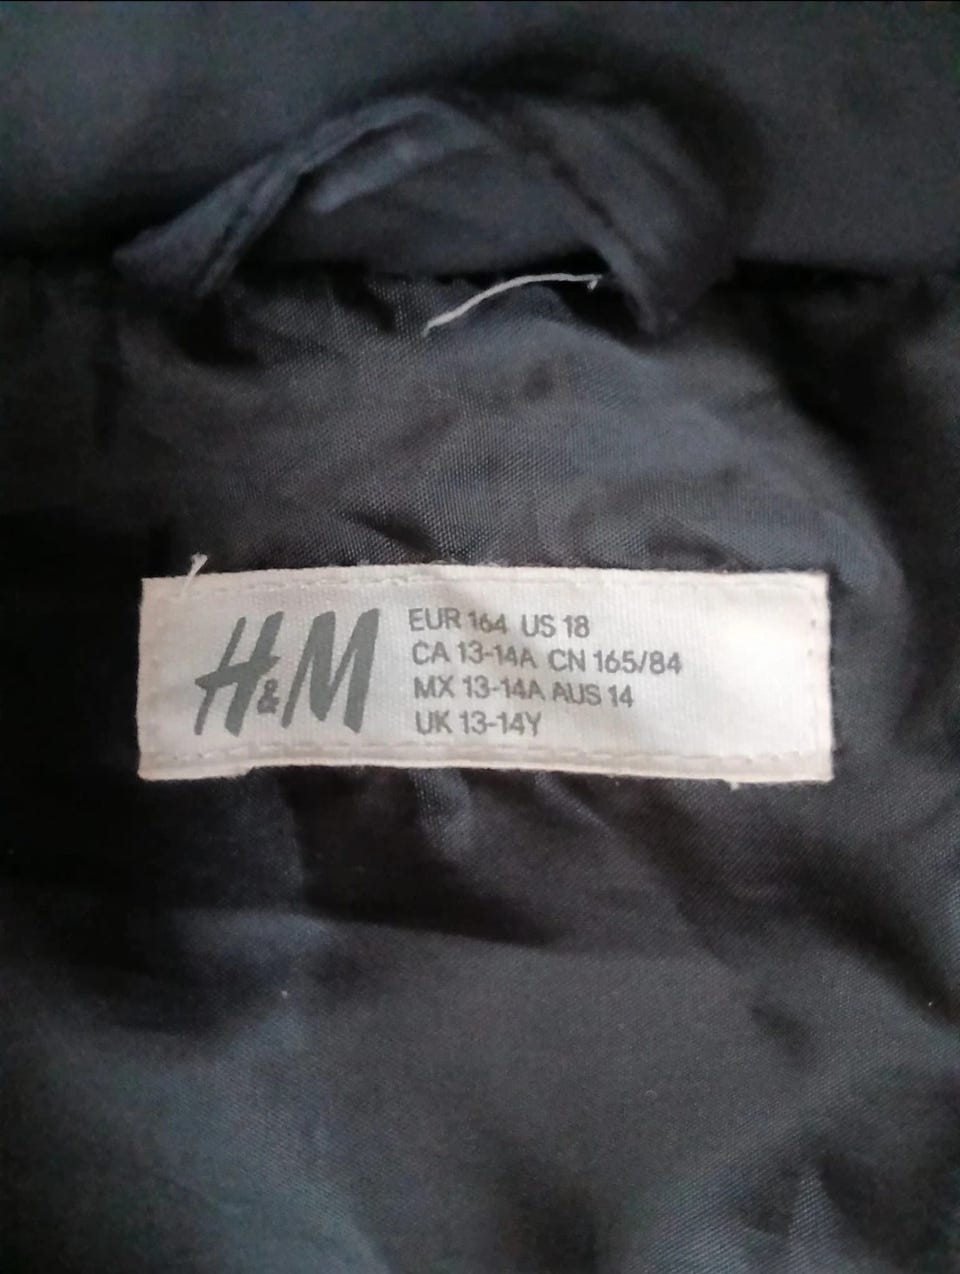 H&M
EUR 164 US 18
CA 13-14A CN 165/84
MX 13-14A AUS 14
UK 13-14Y